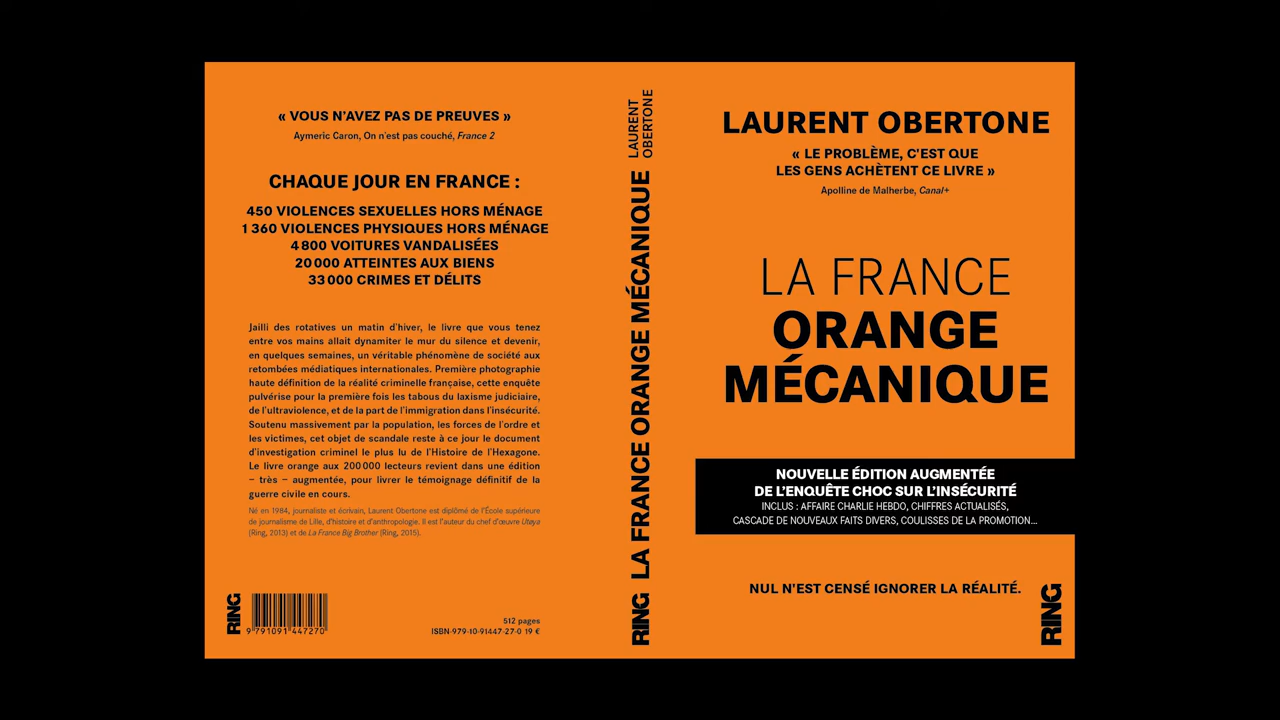 « VOUS N'AVEZ PAS DE PREUVES »
Aymeric Caron, On n'est pas couché, France 2
CHAQUE JOUR EN FRANCE :
450 VIOLENCES SEXUELLES HORS MÉNAGE
1 360 VIOLENCES PHYSIQUES HORS MÉNAGE
4 800 VOITURES VANDALISÉES
20 000 ATTEINTES AUX BIENS
33 000 CRIMES ET DÉLITS
Jailli des rotatives un matin d'hiver, le livre que vous tenez
entre vos mains allait dynamiter le mur du silence et devenir,
en quelques semaines, un véritable phénomène de société aux
retombées médiatiques internationales. Première photographie
haute définition de la réalité criminelle française, cette enquête
pulvérise pour la première fois les tabous du laxisme judiciaire,
de l'ultraviolence, et de la part de l'immigration dans l'insécurité.
Soutenu massivement par la population, les forces de l'ordre et
les victimes, cet objet de scandale reste à ce jour le document
d'investigation criminel le plus lu de l'Histoire de l'Hexagone.
Le livre orange aux 200 000 lecteurs revient dans une édition
– très – augmentée, pour livrer le témoignage définitif de la
guerre civile en cours.
Né en 1984, journaliste et écrivain, Laurent Obertone est diplômé de l'École supérieure
de journalisme de Lille, d'histoire et d'anthropologie. Il est l'auteur du chef d'œuvre Utøya
(Ring, 2013) et de La France Big Brother (Ring, 2015).
RING
9 791091 447270
512 pages
ISBN-979-10-91447-27-0 19 €
LAURENT
OBERTONE
LA FRANCE ORANGE MÉCANIQUE
RING
LAURENT OBERTONE
« LE PROBLÈME, C'EST QUE
LES GENS ACHÈTENT CE LIVRE »
Apolline de Malherbe, Canal+
LA FRANCE
ORANGE
MÉCANIQUE
NOUVELLE ÉDITION AUGMENTÉE
DE L'ENQUÊTE CHOC SUR L'INSÉCURITÉ
INCLUS : AFFAIRE CHARLIE HEBDO, CHIFFRES ACTUALISÉS,
CASCADE DE NOUVEAUX FAITS DIVERS, COULISSES DE LA PROMOTION...
NUL N'EST CENSÉ IGNORER LA RÉALITÉ.
RING